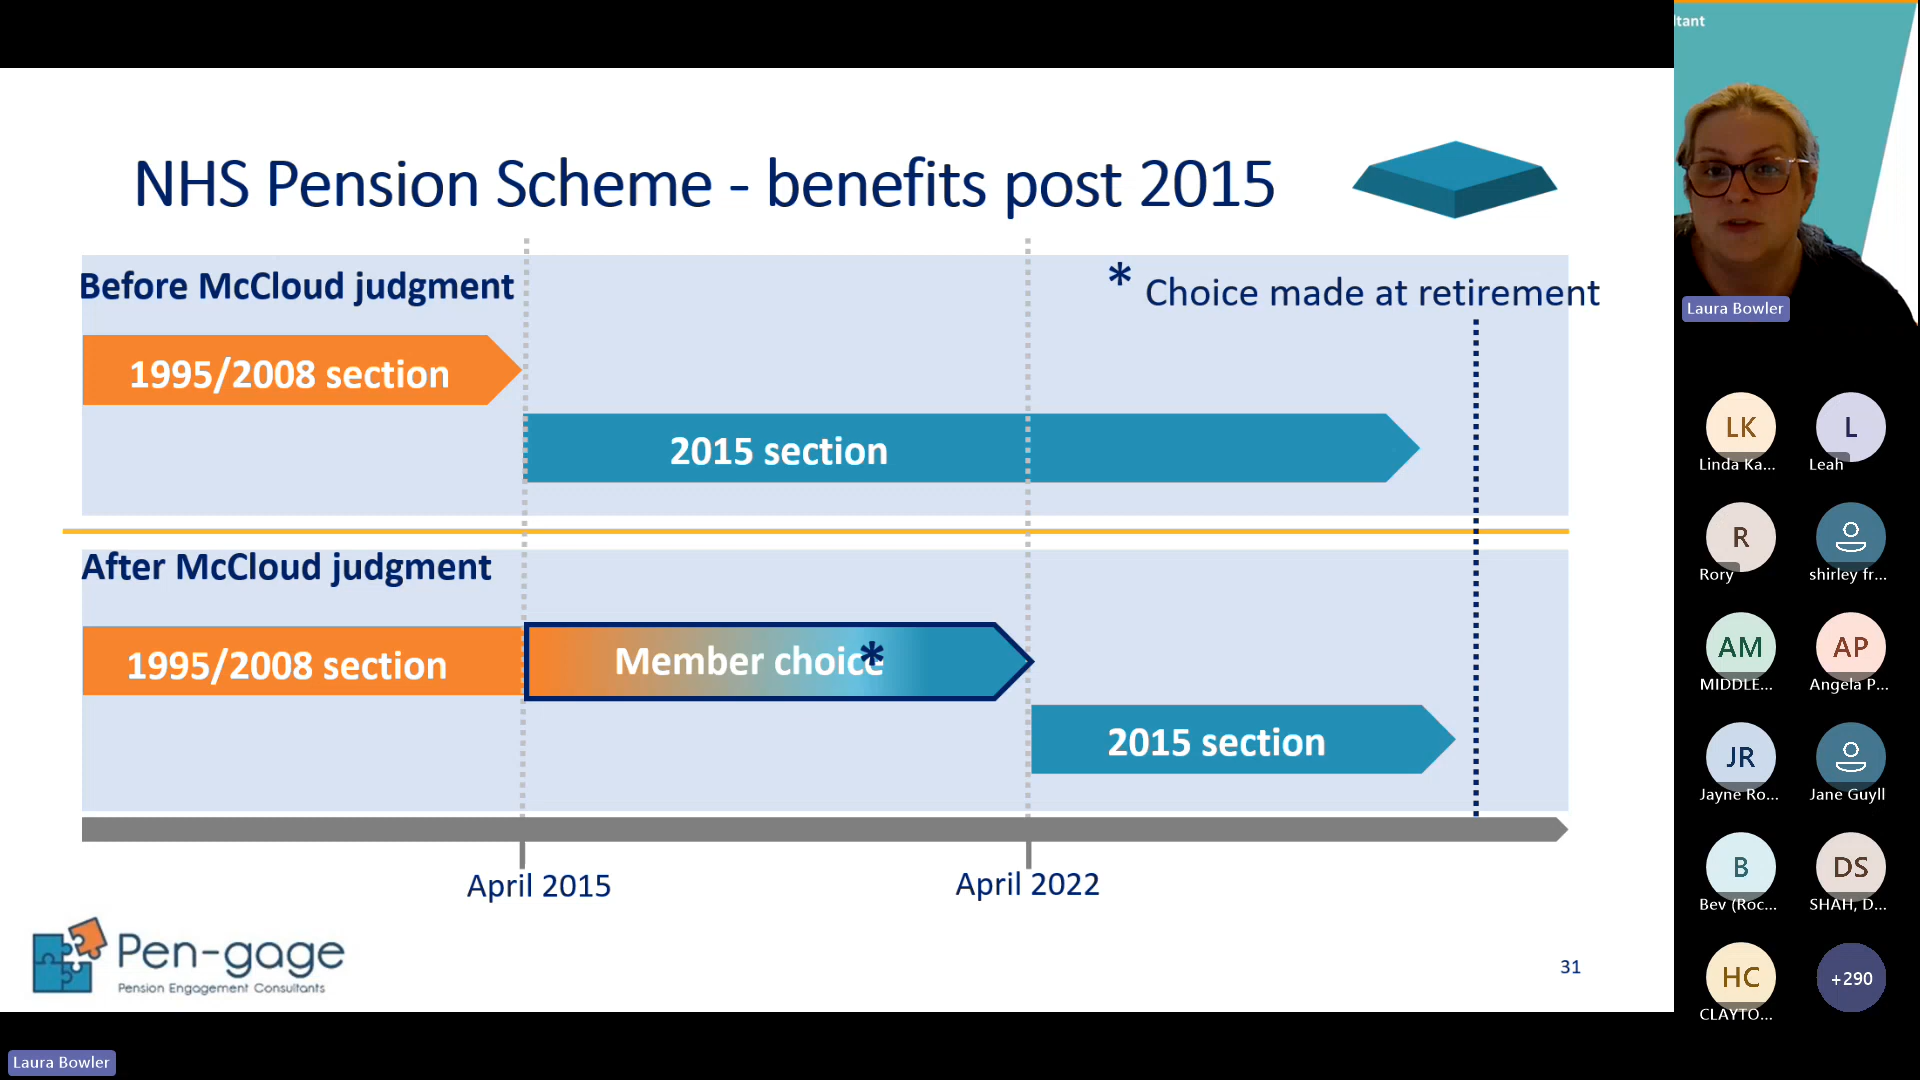 ltant
NHS Pension Scheme - benefits post 2015
Before McCloud judgment
* Choice made at retirement
1995/2008 section
2015 section
After McCloud judgment
1995/2008 section
Member choice*
2015 section
April 2015
April 2022
Pen-gage
Pension Engagement Consultants
31
Laura Bowler
Laura Bowler
LK
Linda Ka...
L
Leah
R
Rory
shirley fr...
AM
MIDDLE...
AP
Angela P...
JR
Jayne Ro...
Jane Guyll
B
Bev (Roc...
DS
SHAH, D...
HC
CLAYTO...
+290